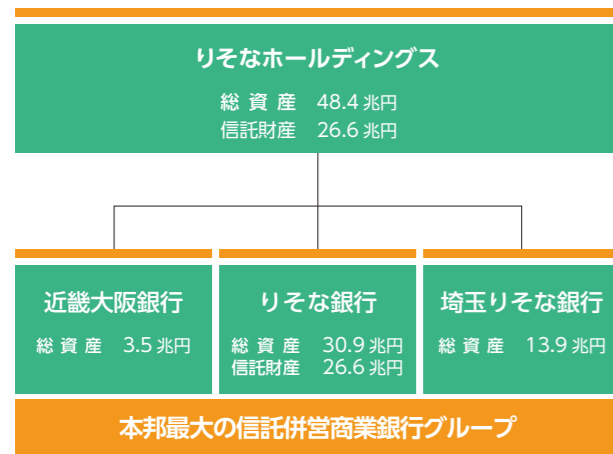 りそなホールディングス
総資産 48.4兆円
信託財産 26.6兆円
近畿大阪銀行
総資産 3.5兆円
りそな銀行
総資産 30.9兆円
信託財産 26.6兆円
埼玉りそな銀行
総資産 13.9兆円
本邦最大の信託併営商業銀行グループ